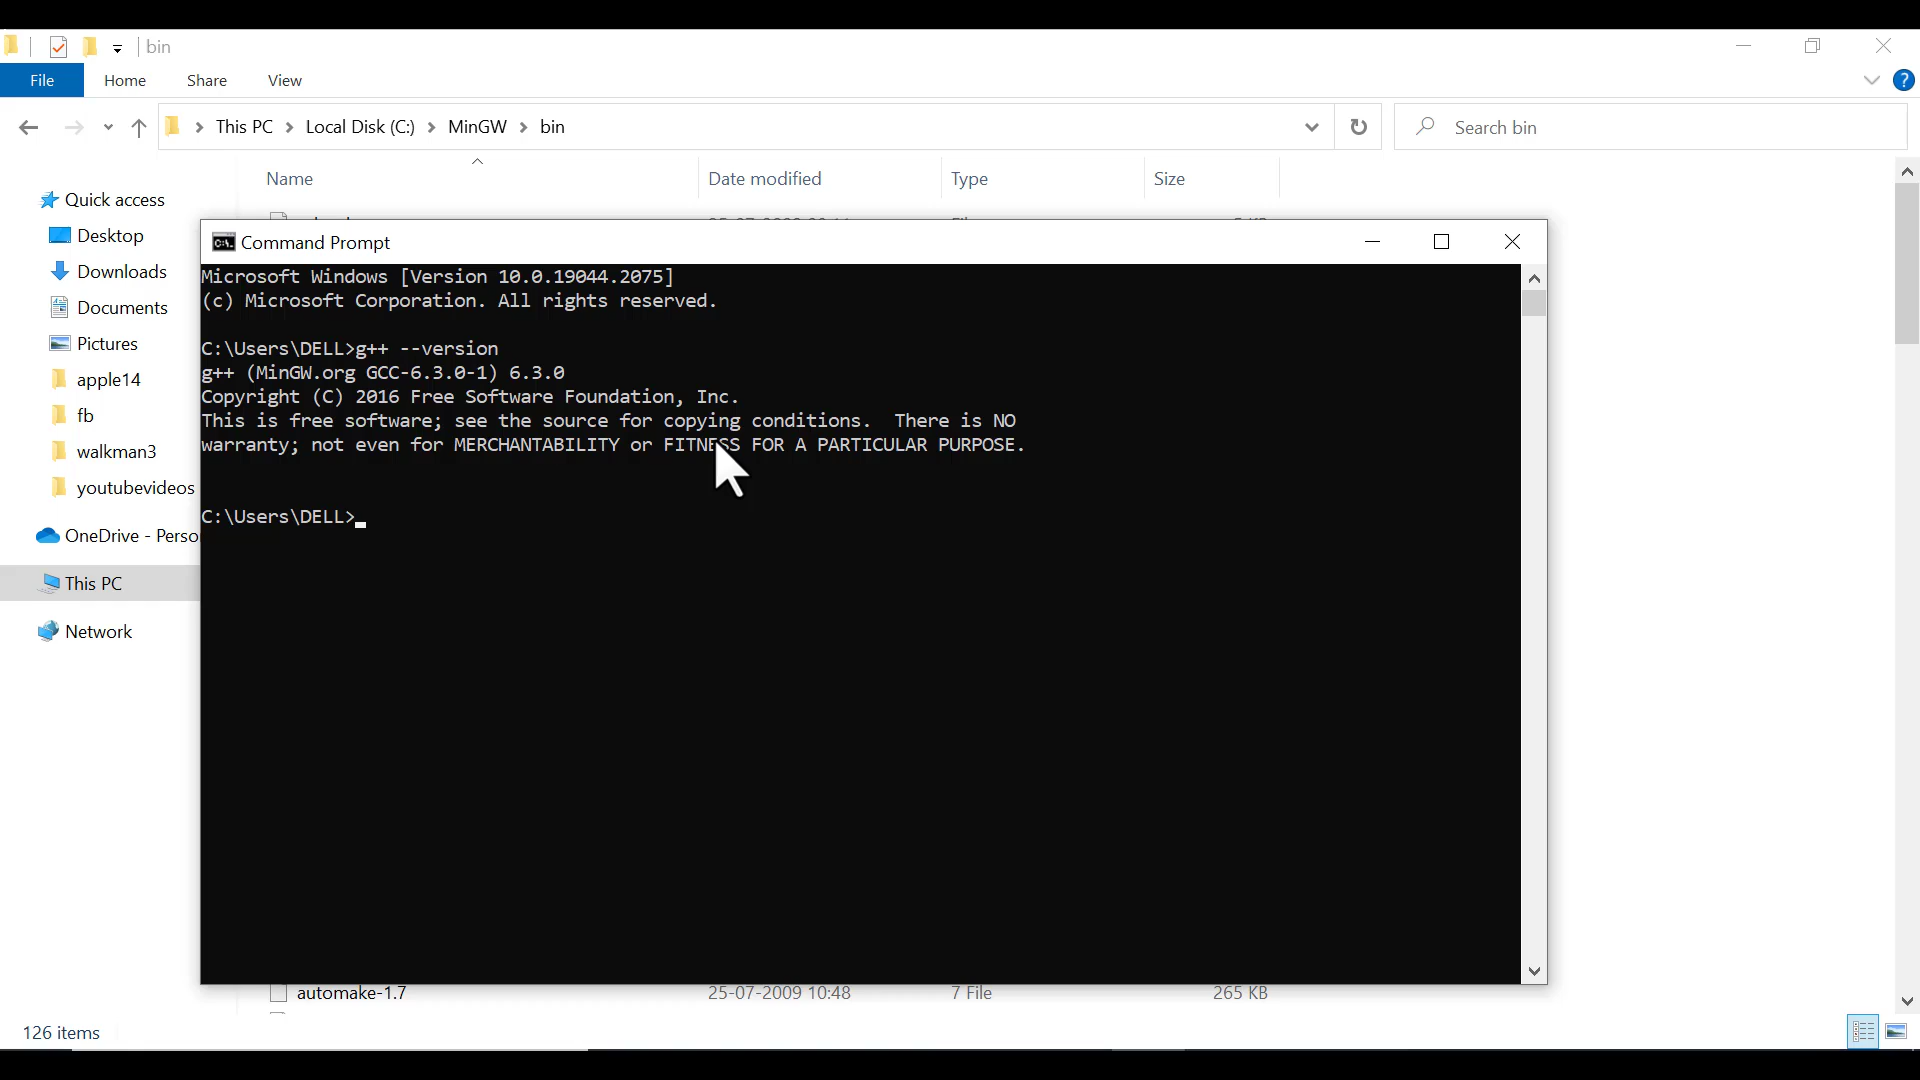 bin
File Home Share View
This PC Local Disk (C:) MinGW bin
Search bin
Name Date modified Type Size
Quick access
Desktop
Downloads
Documents
Pictures
apple14
fb
walkman3
youtubevideos
OneDrive - Perso
This PC
Network
Command Prompt
Microsoft Windows [Version 10.0.19044.2075]
(c) Microsoft Corporation. All rights reserved.
C:\Users\DELL>g++ --version
g++ (MinGW.org GCC-6.3.0-1) 6.3.0
Copyright (C) 2016 Free Software Foundation, Inc.
This is free software; see the source for copying conditions.  There is NO
warranty; not even for MERCHANTABILITY or FITNESS FOR A PARTICULAR PURPOSE.
C:\Users\DELL>
automake-1.7 25-07-2009 10:48 7 File 265 KB
126 items